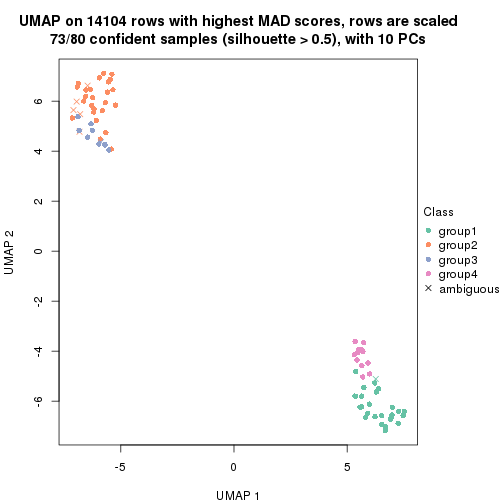 UMAP on 14104 rows with highest MAD scores, rows are scaled
73/80 confident samples (silhouette > 0.5), with 10 PCs
6
4
2
0
-2
-4
-6
UMAP 2
-5
0
5
UMAP 1
Class
group1
group2
group3
group4
ambiguous